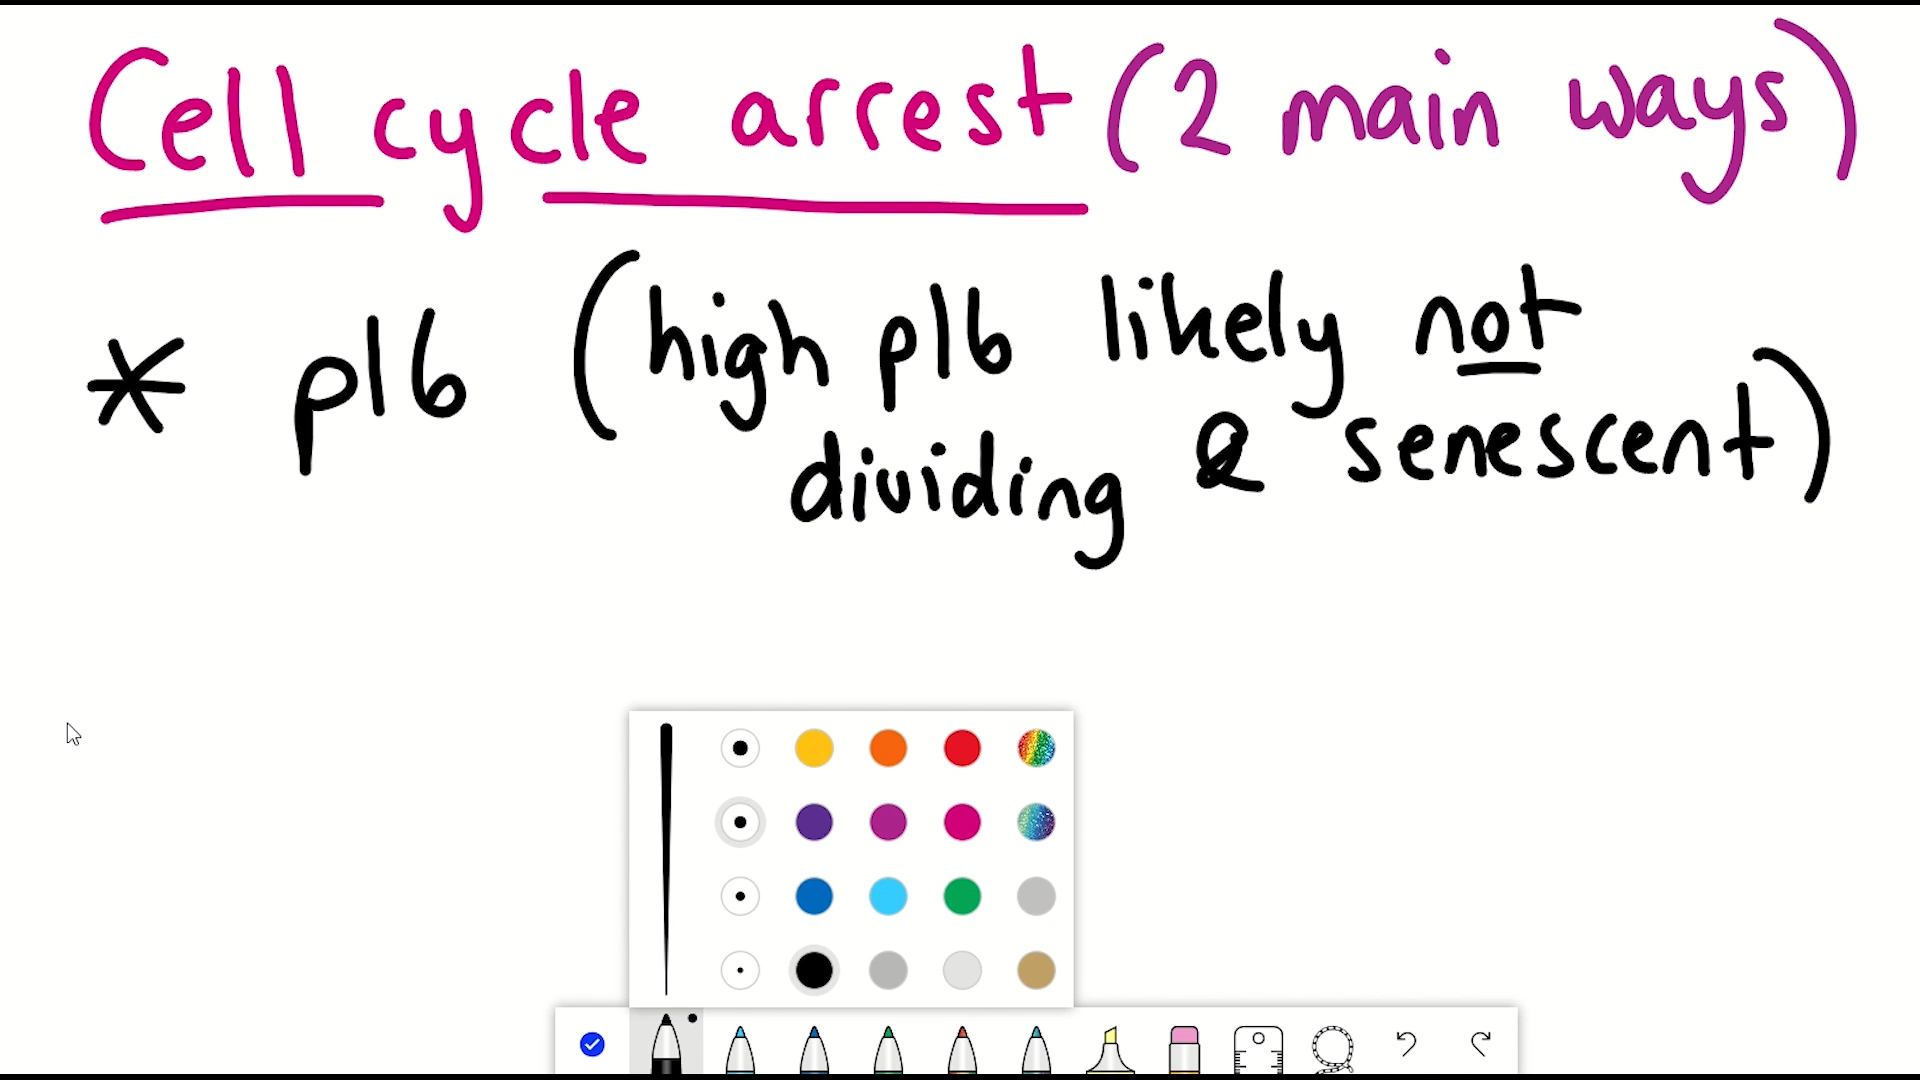 Cell cycle arrest (2 main ways)
* p16 (high p16 likely not
dividing & senescent)